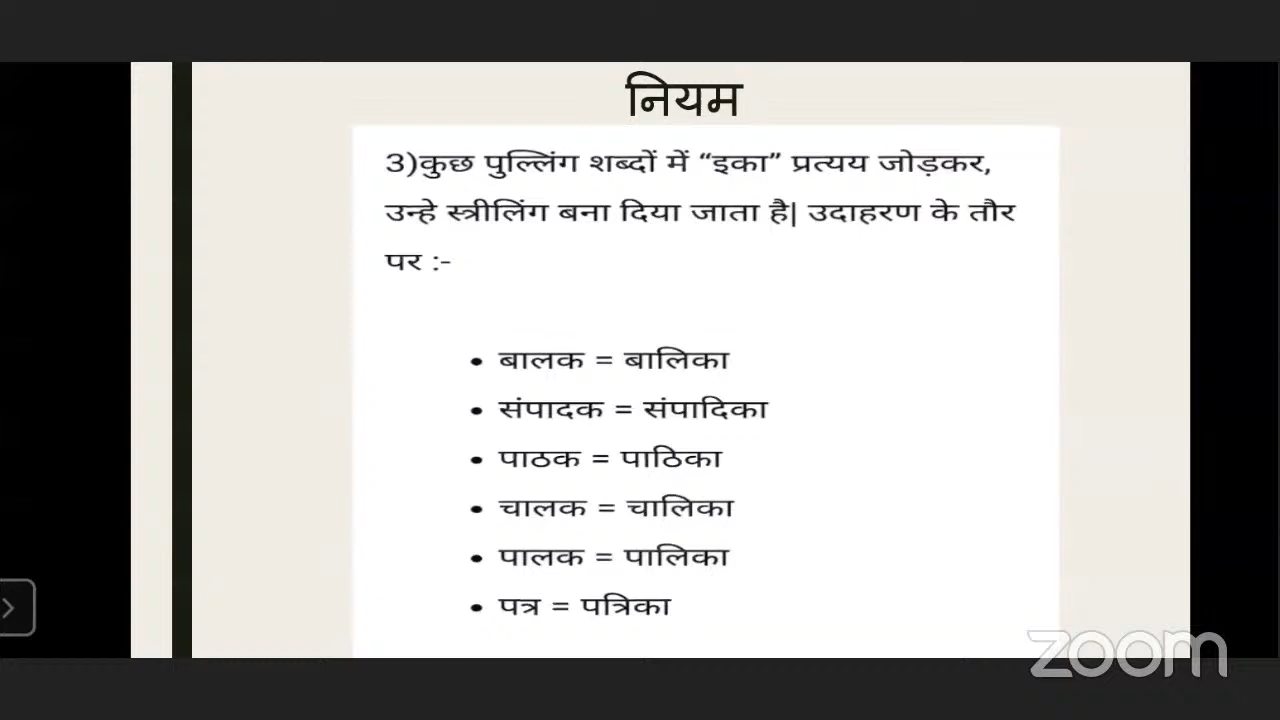 नियम
3)कुछ पुल्लिंग शब्दों में “इका” प्रत्यय जोड़कर,
उन्हे स्त्रीलिंग बना दिया जाता है| उदाहरण के तौर
पर :-
• बालक = बालिका
• संपादक = संपादिका
• पाठक = पाठिका
• चालक = चालिका
• पालक = पालिका
• पत्र = पत्रिका
zoom